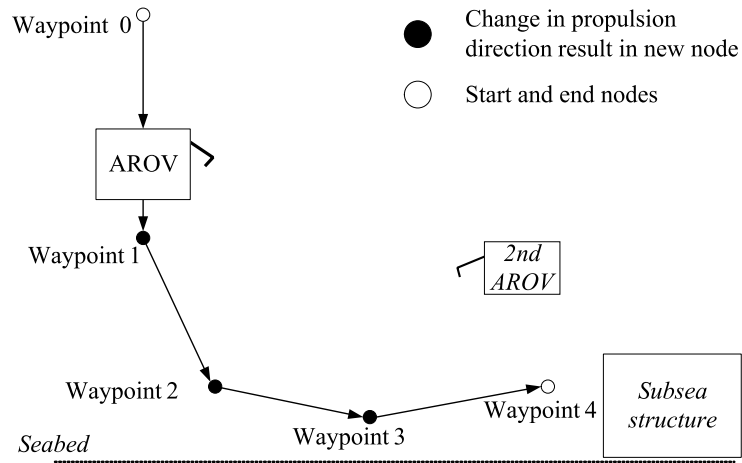 Waypoint 0
Change in propulsion
direction result in new node
Start and end nodes
AROV
Waypoint 1
2nd
AROV
Waypoint 2
Waypoint 3
Waypoint 4
Subsea
structure
Seabed